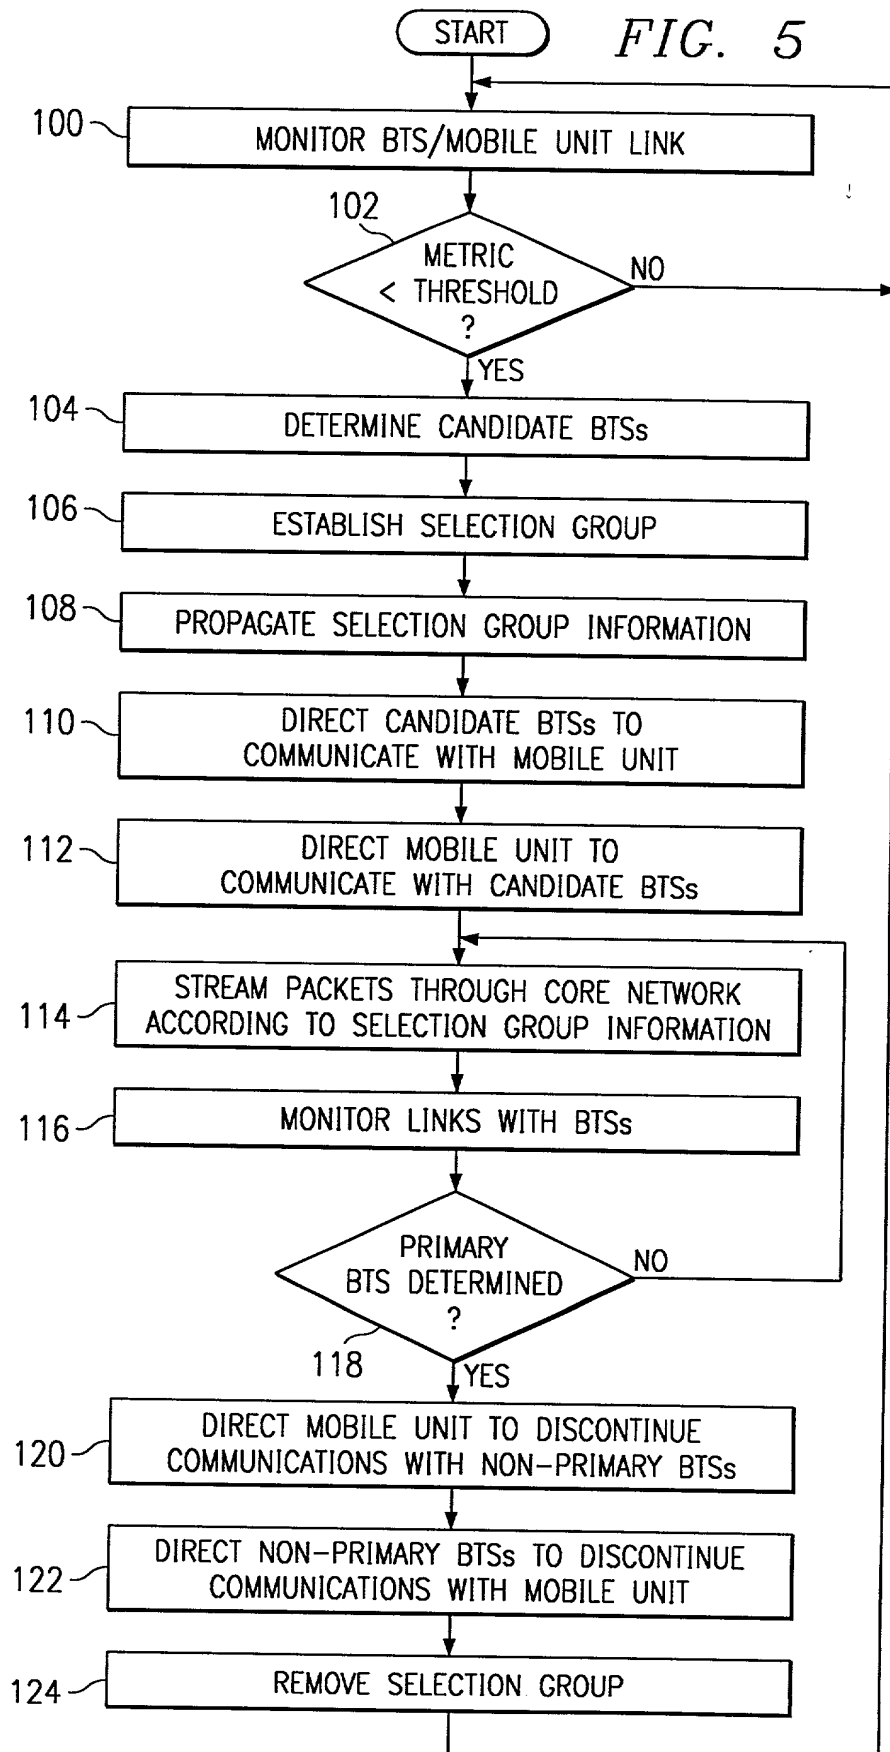 START
FIG. 5
100
MONITOR BTS/MOBILE UNIT LINK
102
METRIC
< THRESHOLD
?
NO
YES
104
DETERMINE CANDIDATE BTSs
106
ESTABLISH SELECTION GROUP
108
PROPAGATE SELECTION GROUP INFORMATION
110
DIRECT CANDIDATE BTSs TO
COMMUNICATE WITH MOBILE UNIT
112
DIRECT MOBILE UNIT TO
COMMUNICATE WITH CANDIDATE BTSs
114
STREAM PACKETS THROUGH CORE NETWORK
ACCORDING TO SELECTION GROUP INFORMATION
116
MONITOR LINKS WITH BTSs
PRIMARY
BTS DETERMINED
?
NO
118
YES
120
DIRECT MOBILE UNIT TO DISCONTINUE
COMMUNICATIONS WITH NON-PRIMARY BTSs
122
DIRECT NON-PRIMARY BTSs TO DISCONTINUE
COMMUNICATIONS WITH MOBILE UNIT
124
REMOVE SELECTION GROUP